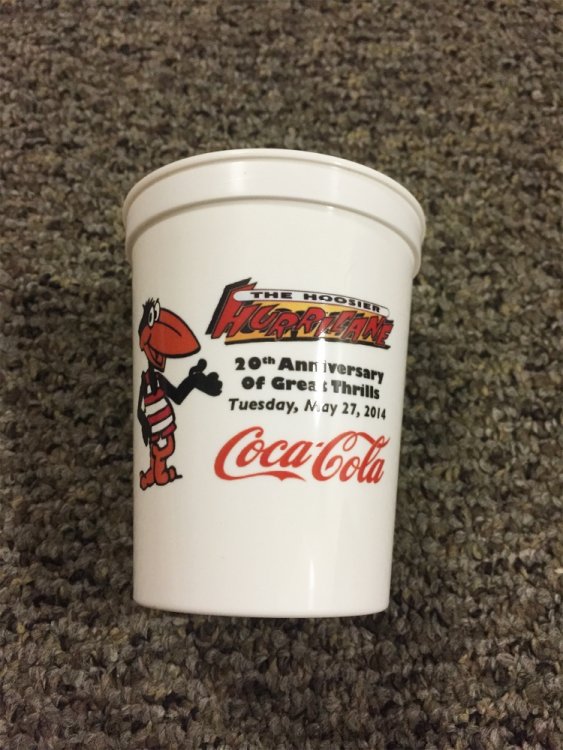 THE HOOSIER
HURRICANE
20th Anniversary
Of Great Thrills
Tuesday, May 27, 2014
Coca-Cola